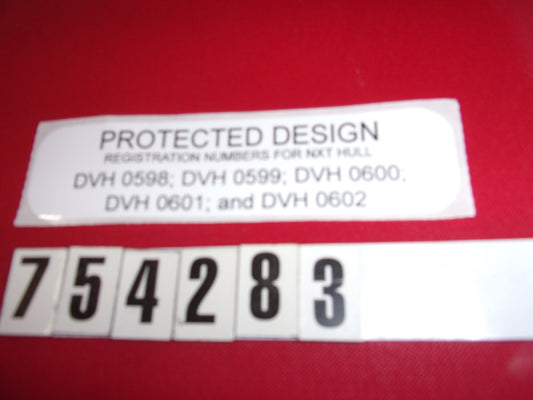 PROTECTED DESIGN
REGISTRATION NUMBERS FOR NXT HULL
DVH 0598; DVH 0599; DVH 0600;
DVH 0601; and DVH 0602
754283